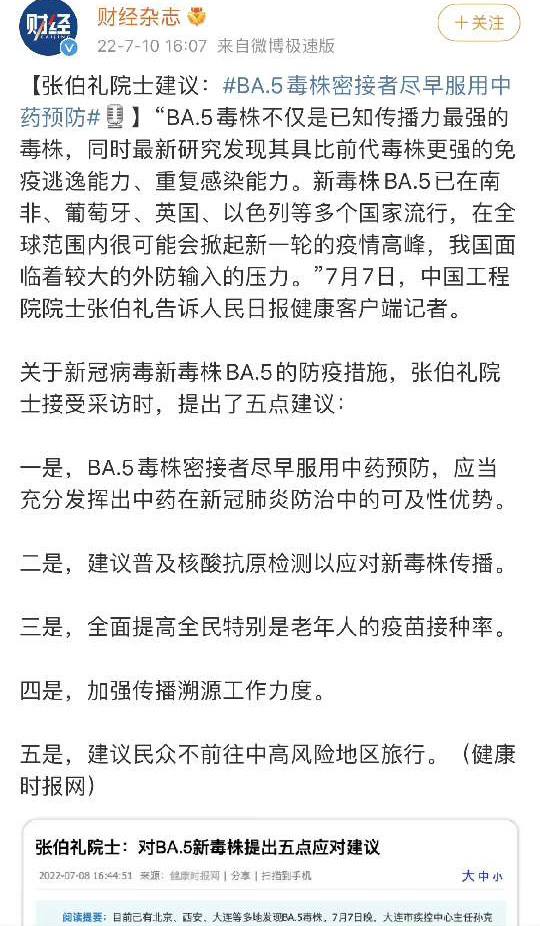 财经
CAIJING
财经杂志
22-7-10 16:07 来自微博极速版
+关注
【张伯礼院士建议：#BA.5毒株密接者尽早服用中
药预防#🎙】“BA.5毒株不仅是已知传播力最强的
毒株，同时最新研究发现其具比前代毒株更强的免
疫逃逸能力、重复感染能力。新毒株BA.5已在南
非、葡萄牙、英国、以色列等多个国家流行，在全
球范围内很可能会掀起新一轮的疫情高峰，我国面
临着较大的外防输入的压力。”7月7日，中国工程
院院士张伯礼告诉人民日报健康客户端记者。
关于新冠病毒新毒株BA.5的防疫措施，张伯礼院
士接受采访时，提出了五点建议：
一是，BA.5毒株密接者尽早服用中药预防，应当
充分发挥出中药在新冠肺炎防治中的可及性优势。
二是，建议普及核酸抗原检测以应对新毒株传播。
三是，全面提高全民特别是老年人的疫苗接种率。
四是，加强传播溯源工作力度。
五是，建议民众不前往中高风险地区旅行。（健康
时报网）
张伯礼院士：对BA.5新毒株提出五点应对建议
2022-07-08 16:44:51 来源：健康时报网 | 分享 | 扫描到手机
大 中 小
阅读提要：目前已有北京、西安、大连等多地发现BA.5毒株，7月7日晚，大连市疾控中心主任孙克